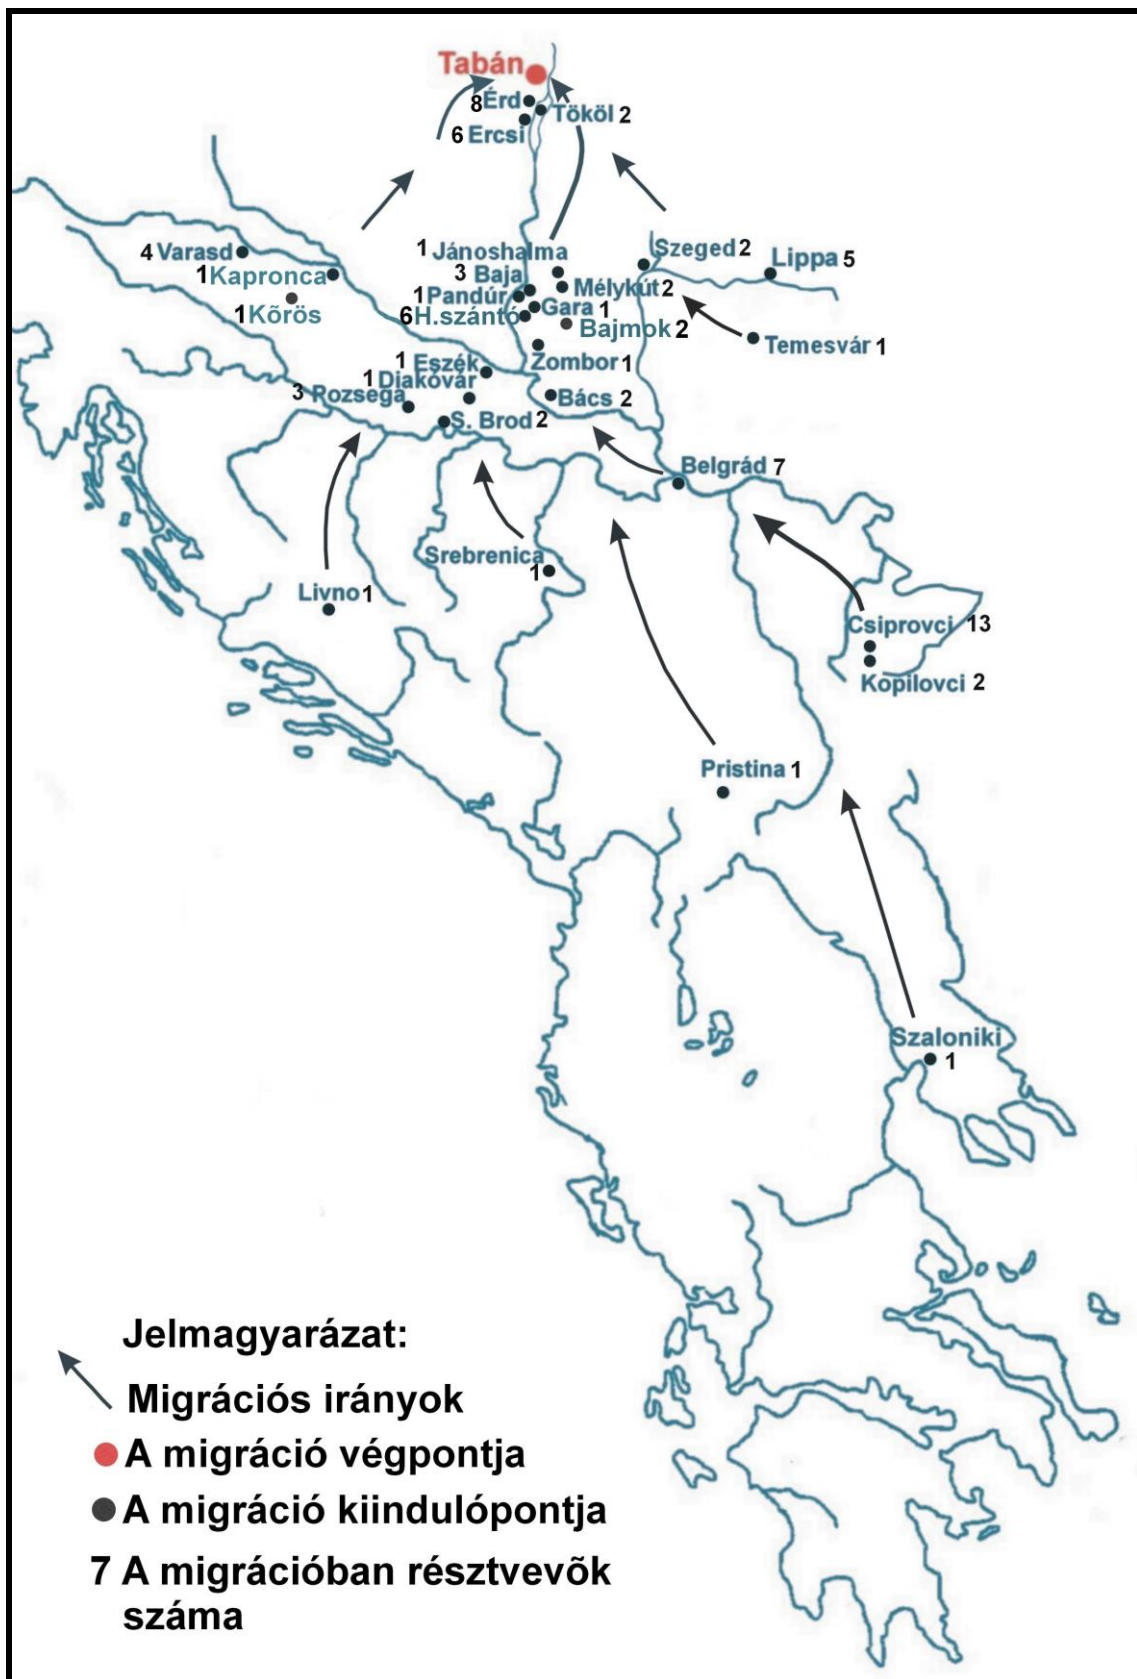 Tabán
8 Érd
Tököl 2
6 Ercsi
4 Varasd
1 Kapronca
1 Kõrös
1 Jánoshalma
Szeged 2
Lippa 5
3 Baja
Mélykút 2
1 Pandúr
Gara 1
6 H.szántó
Bajmok 2
Temesvár 1
Zombor 1
1 Eszék
1 Diakóvár
3 Pozsega
Bács 2
S. Brod 2
Belgrád 7
Srebrenica
1
Livno 1
Csiprovci 13
Kopilovci 2
Pristina 1
Szaloniki
1
Jelmagyarázat:
Migrációs irányok
A migráció végpontja
A migráció kiindulópontja
7 A migrációban résztvevõk
száma